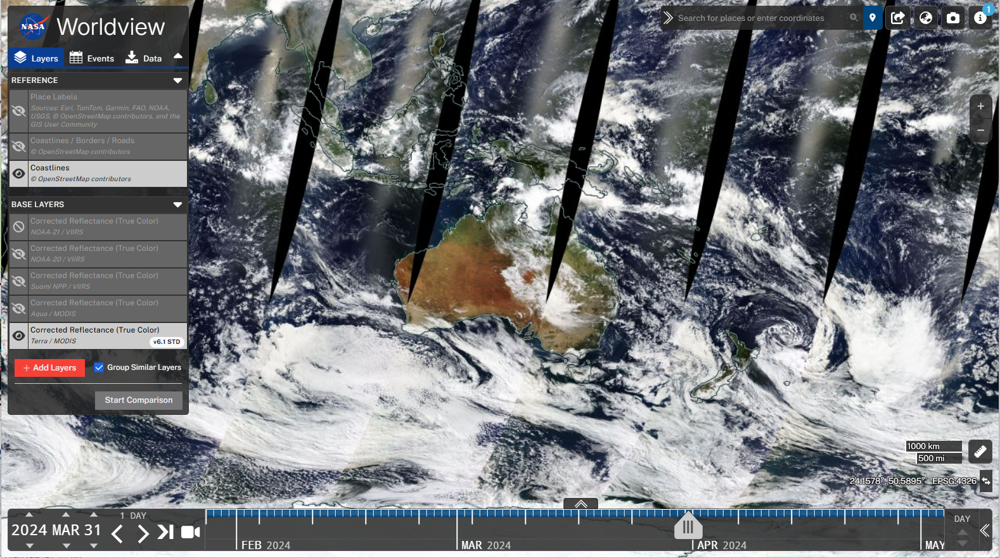 NASA Worldview
Layers
Events
Data
REFERENCE
Place Labels
Sources: Esri, TomTom, Garmin, FAO, NOAA,
USGS, © OpenStreetMap contributors, and the
GIS User Community
Coastlines / Borders / Roads
© OpenStreetMap contributors
Coastlines
© OpenStreetMap contributors
BASE LAYERS
Corrected Reflectance (True Color)
NOAA-21 / VIIRS
Corrected Reflectance (True Color)
NOAA-20 / VIIRS
Corrected Reflectance (True Color)
Suomi NPP / VIIRS
Corrected Reflectance (True Color)
Aqua / MODIS
Corrected Reflectance (True Color)
Terra / MODIS
v6.1 STD
+ Add Layers
Group Similar Layers
Start Comparison
Search for places or enter coordinates
1
+
−
1000 km
500 mi
24.1578°, 50.5895° EPSG:4326
1 DAY
2024 MAR 31
FEB 2024
MAR 2024
APR 2024
MAY
DAY